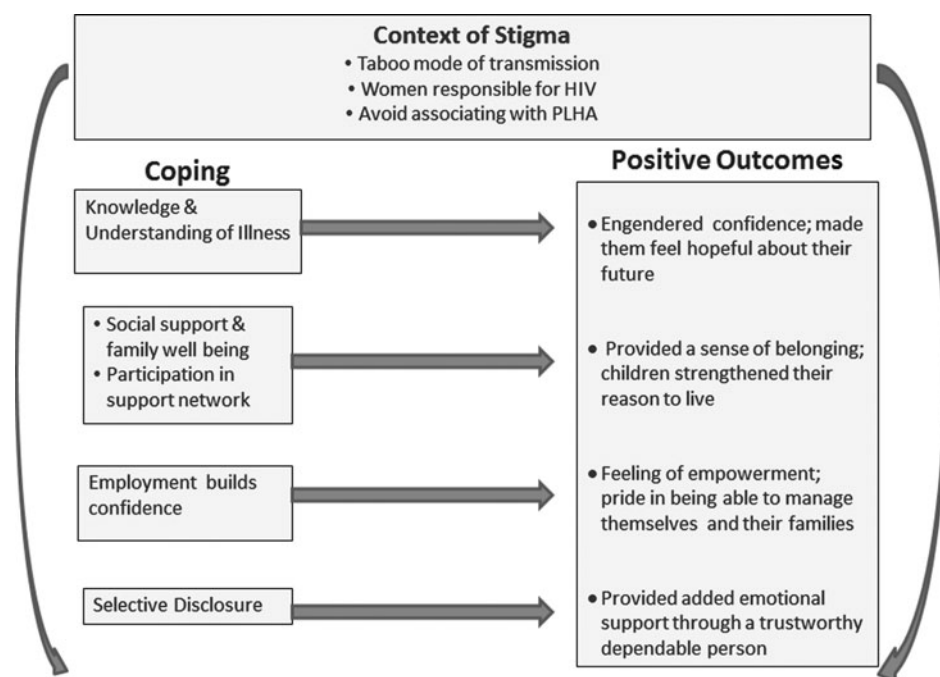 Context of Stigma
• Taboo mode of transmission
• Women responsible for HIV
• Avoid associating with PLHA
Coping
Positive Outcomes
Knowledge &
Understanding of Illness
• Engendered confidence; made
them feel hopeful about their
future
• Social support &
family well being
• Participation in
support network
• Provided a sense of belonging;
children strengthened their
reason to live
Employment builds
confidence
• Feeling of empowerment;
pride in being able to manage
themselves and their families
Selective Disclosure
• Provided added emotional
support through a trustworthy
dependable person